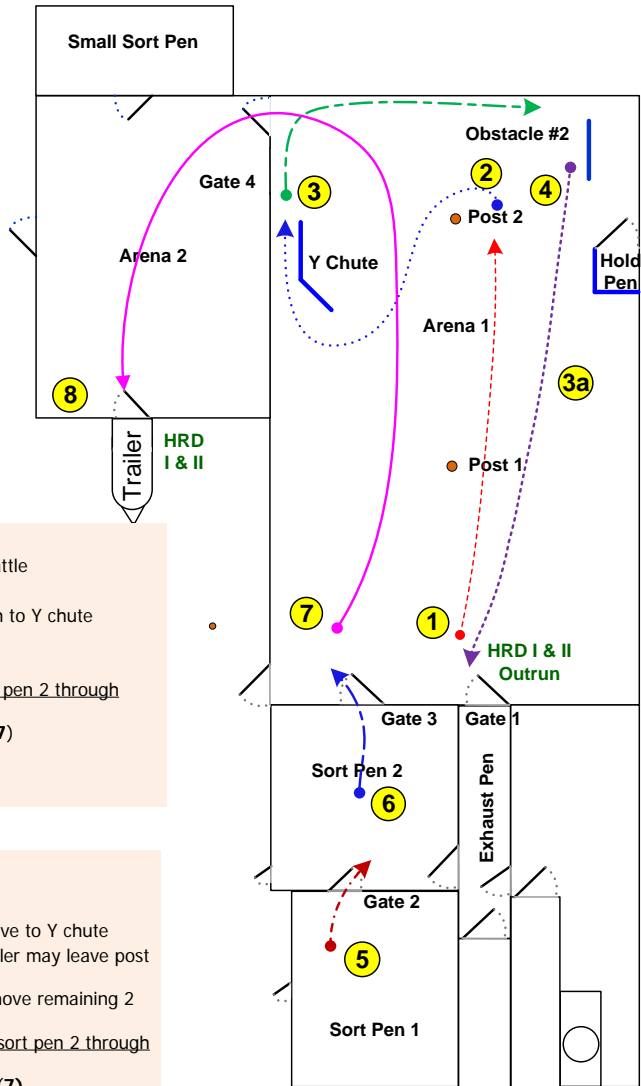 Small Sort Pen
Obstacle #2
2
4
Gate 4
3
Post 2
Arena 2
Y Chute
Hold
Pen
Arena 1
3a
8
HRD
I & II
Trailer
Post 1
ttle
n to Y chute
7
1
HRD I & II
Outrun
pen 2 through
7)
Gate 3
Gate 1
Sort Pen 2
6
Exhaust Pen
ve to Y chute
ler may leave post
Gate 2
5
nove remaining 2
Sort Pen 1
sort pen 2 through
(7)